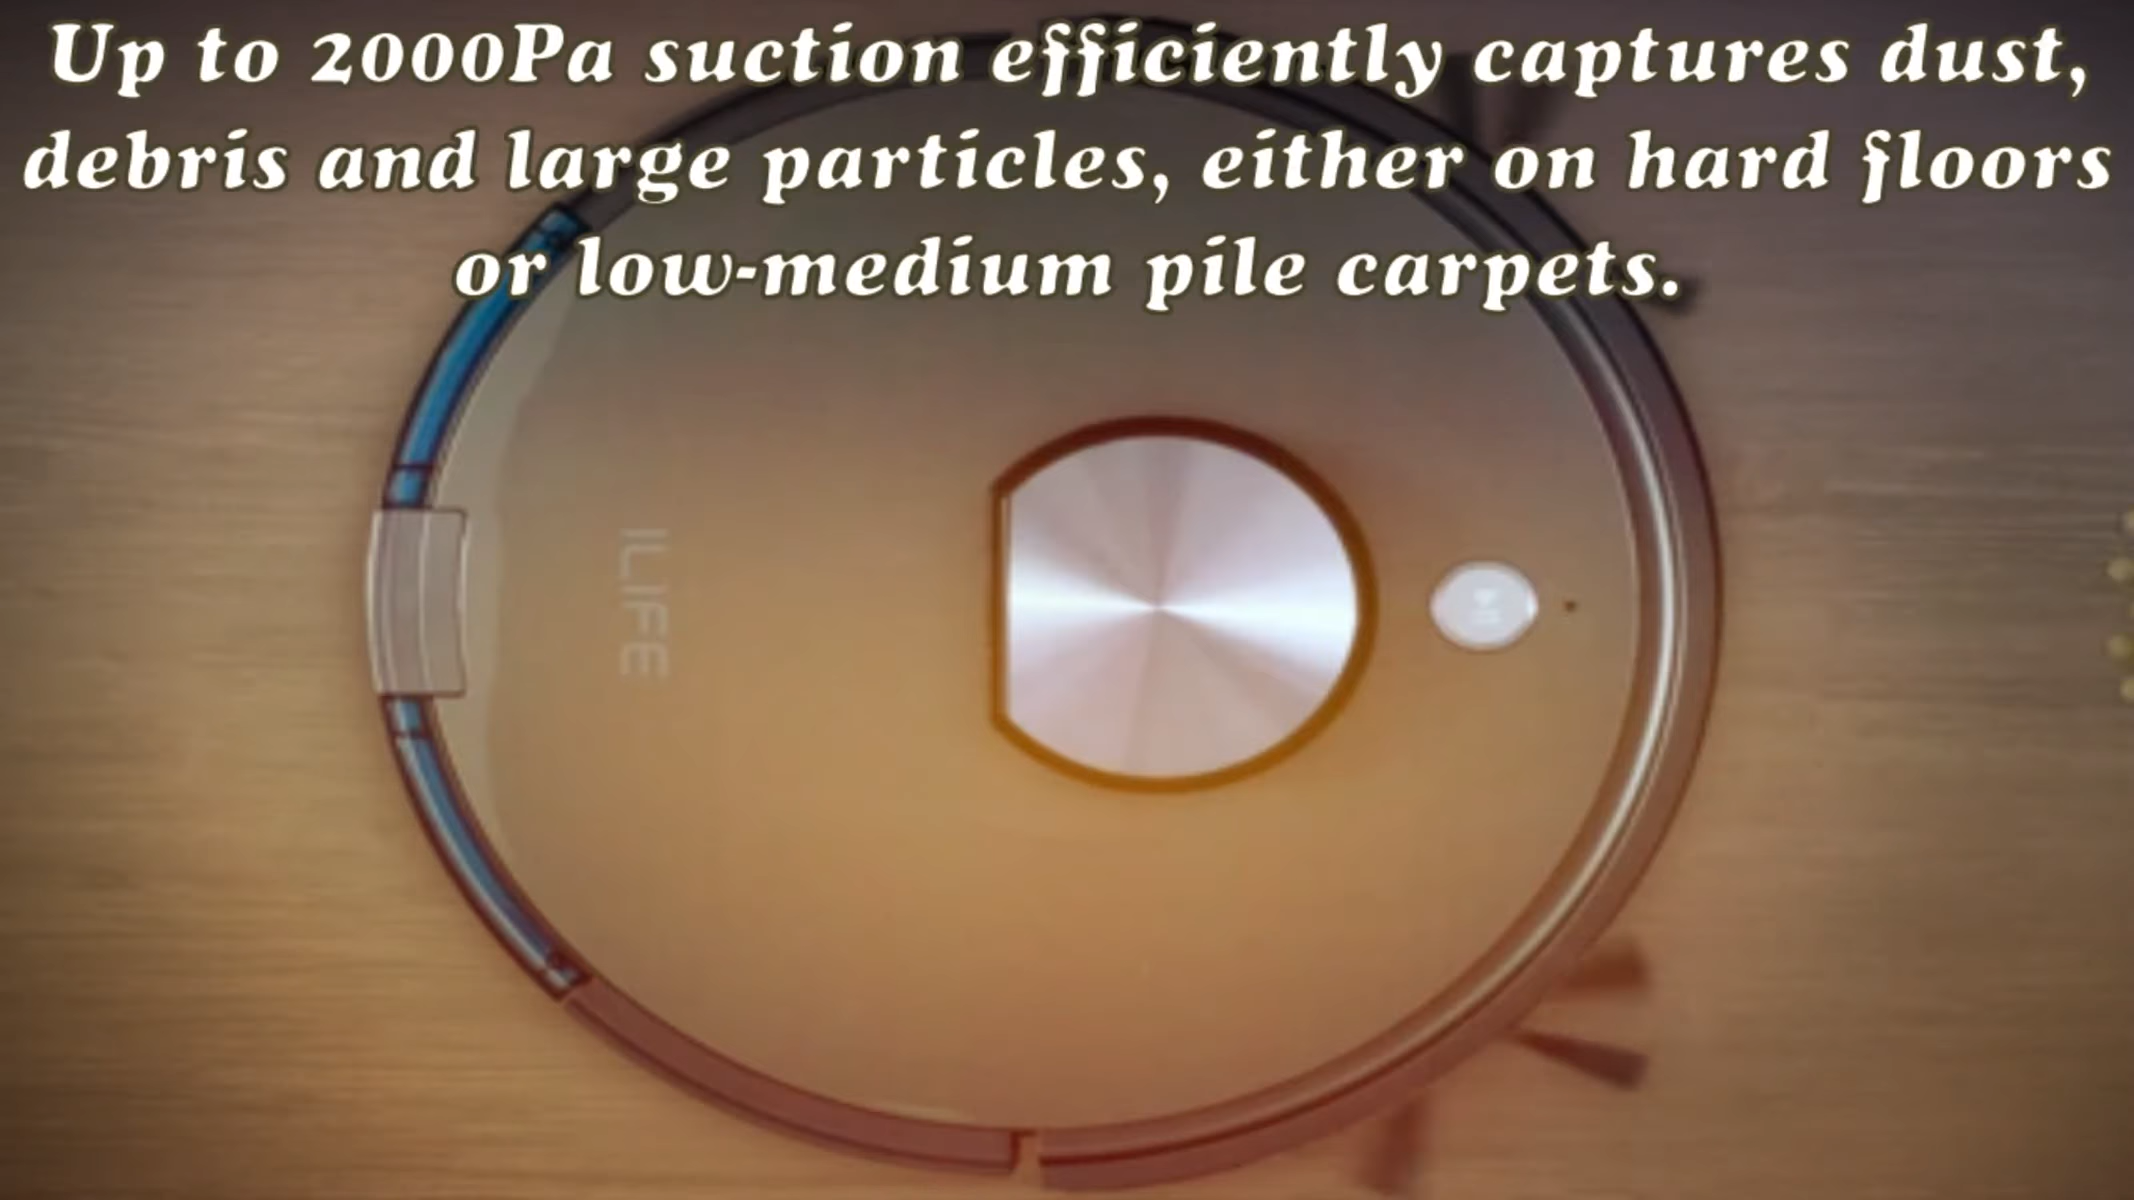 Up to 2000Pa suction efficiently captures dust,
debris and large particles, either on hard floors
or low-medium pile carpets.
ILIFE